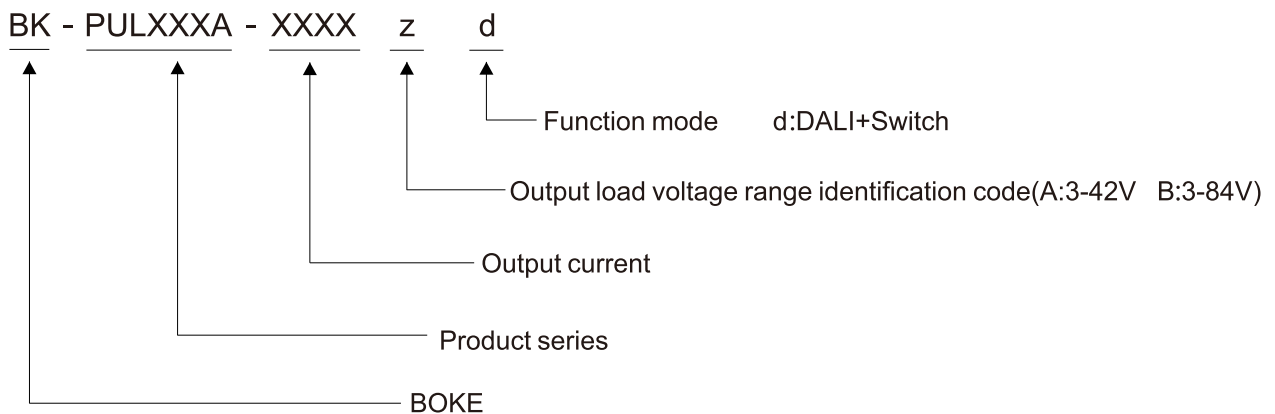 BK - PULXXXA - XXXX z d
Function mode d:DALI+Switch
Output load voltage range identification code(A:3-42V B:3-84V)
Output current
Product series
BOKE